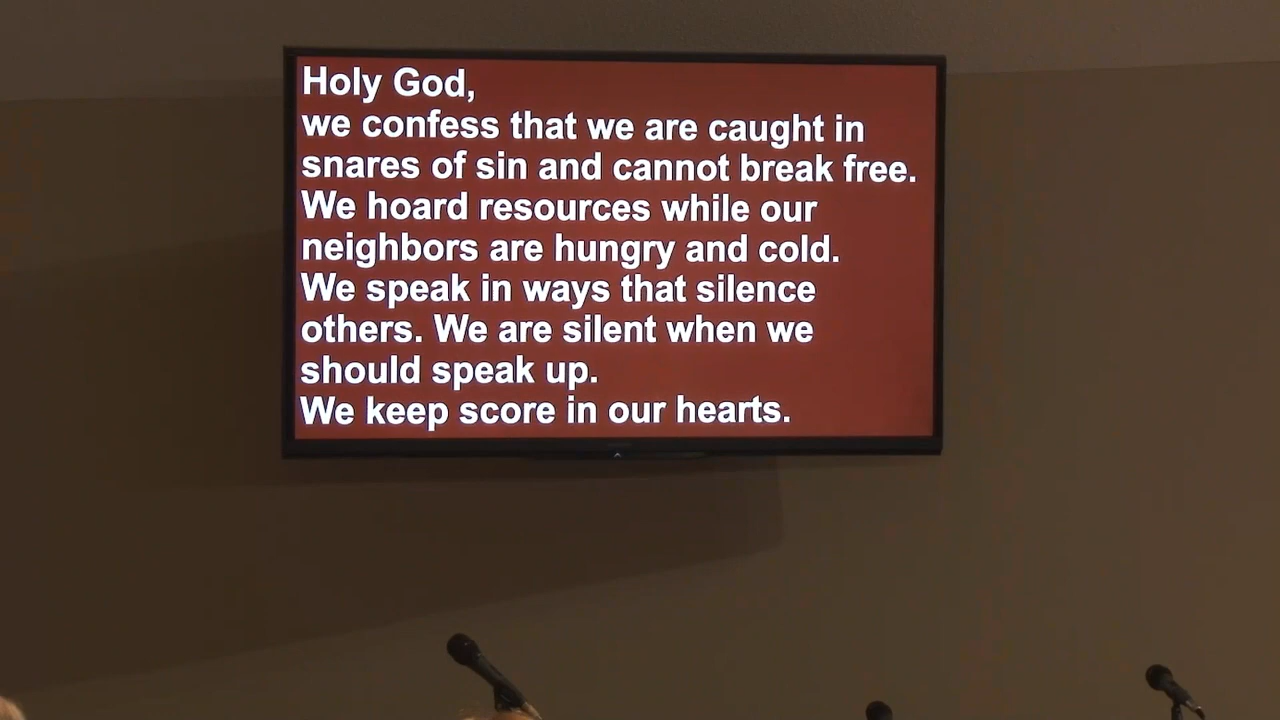 Holy God,
we confess that we are caught in
snares of sin and cannot break free.
We hoard resources while our
neighbors are hungry and cold.
We speak in ways that silence
others. We are silent when we
should speak up.
We keep score in our hearts.